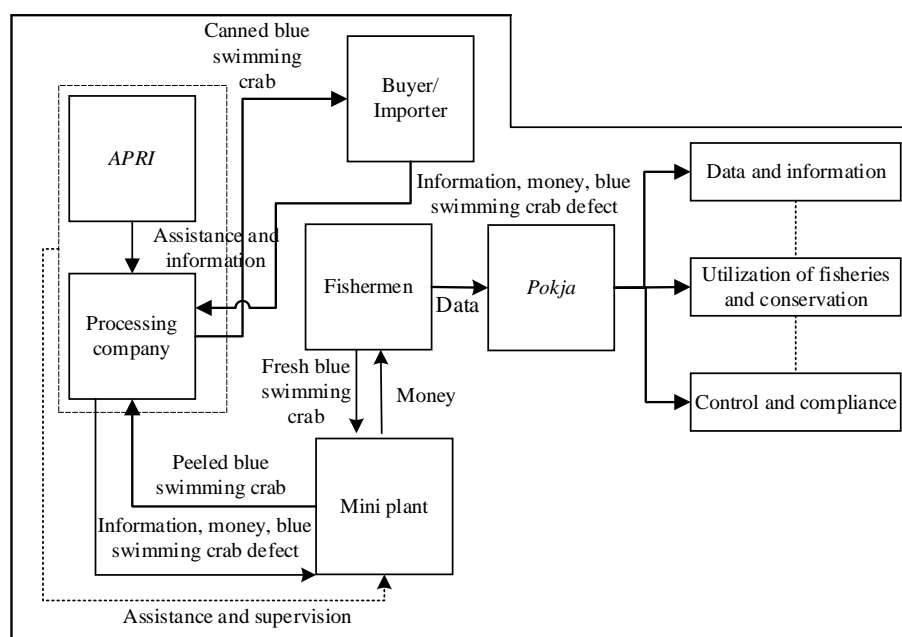 Canned blue
swimming
crab
Buyer/
Importer
APRI
Information, money, blue
swimming crab defect
Data and information
Assistance and
information
Fishermen
Data
Pokja
Utilization of fisheries
and conservation
Processing
company
Fresh blue
swimming
crab
Money
Control and compliance
Peeled blue
swimming crab
Mini plant
Information, money, blue
swimming crab defect
Assistance and supervision